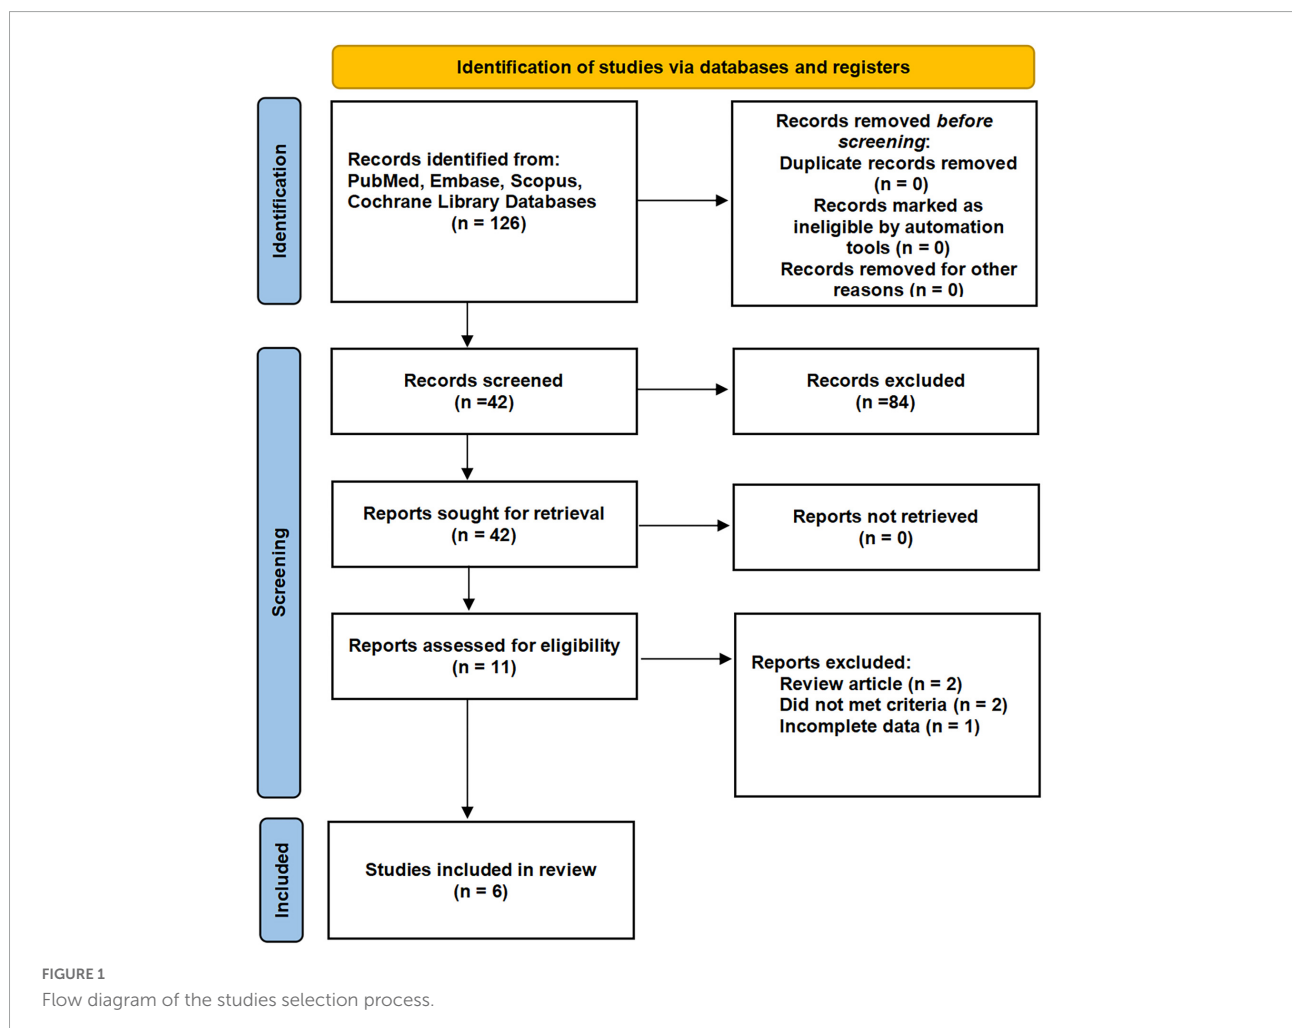 Identification of studies via databases and registers
Identification
Records identified from:
PubMed, Embase, Scopus,
Cochrane Library Databases
(n = 126)
Records removed before
screening:
Duplicate records removed
(n = 0)
Records marked as
ineligible by automation
tools (n = 0)
Records removed for other
reasons (n = 0)
Screening
Records screened
(n =42)
Records excluded
(n =84)
Reports sought for retrieval
(n = 42)
Reports not retrieved
(n = 0)
Reports assessed for eligibility
(n = 11)
Reports excluded:
Review article (n = 2)
Did not met criteria (n = 2)
Incomplete data (n = 1)
Included
Studies included in review
(n = 6)
FIGURE 1
Flow diagram of the studies selection process.